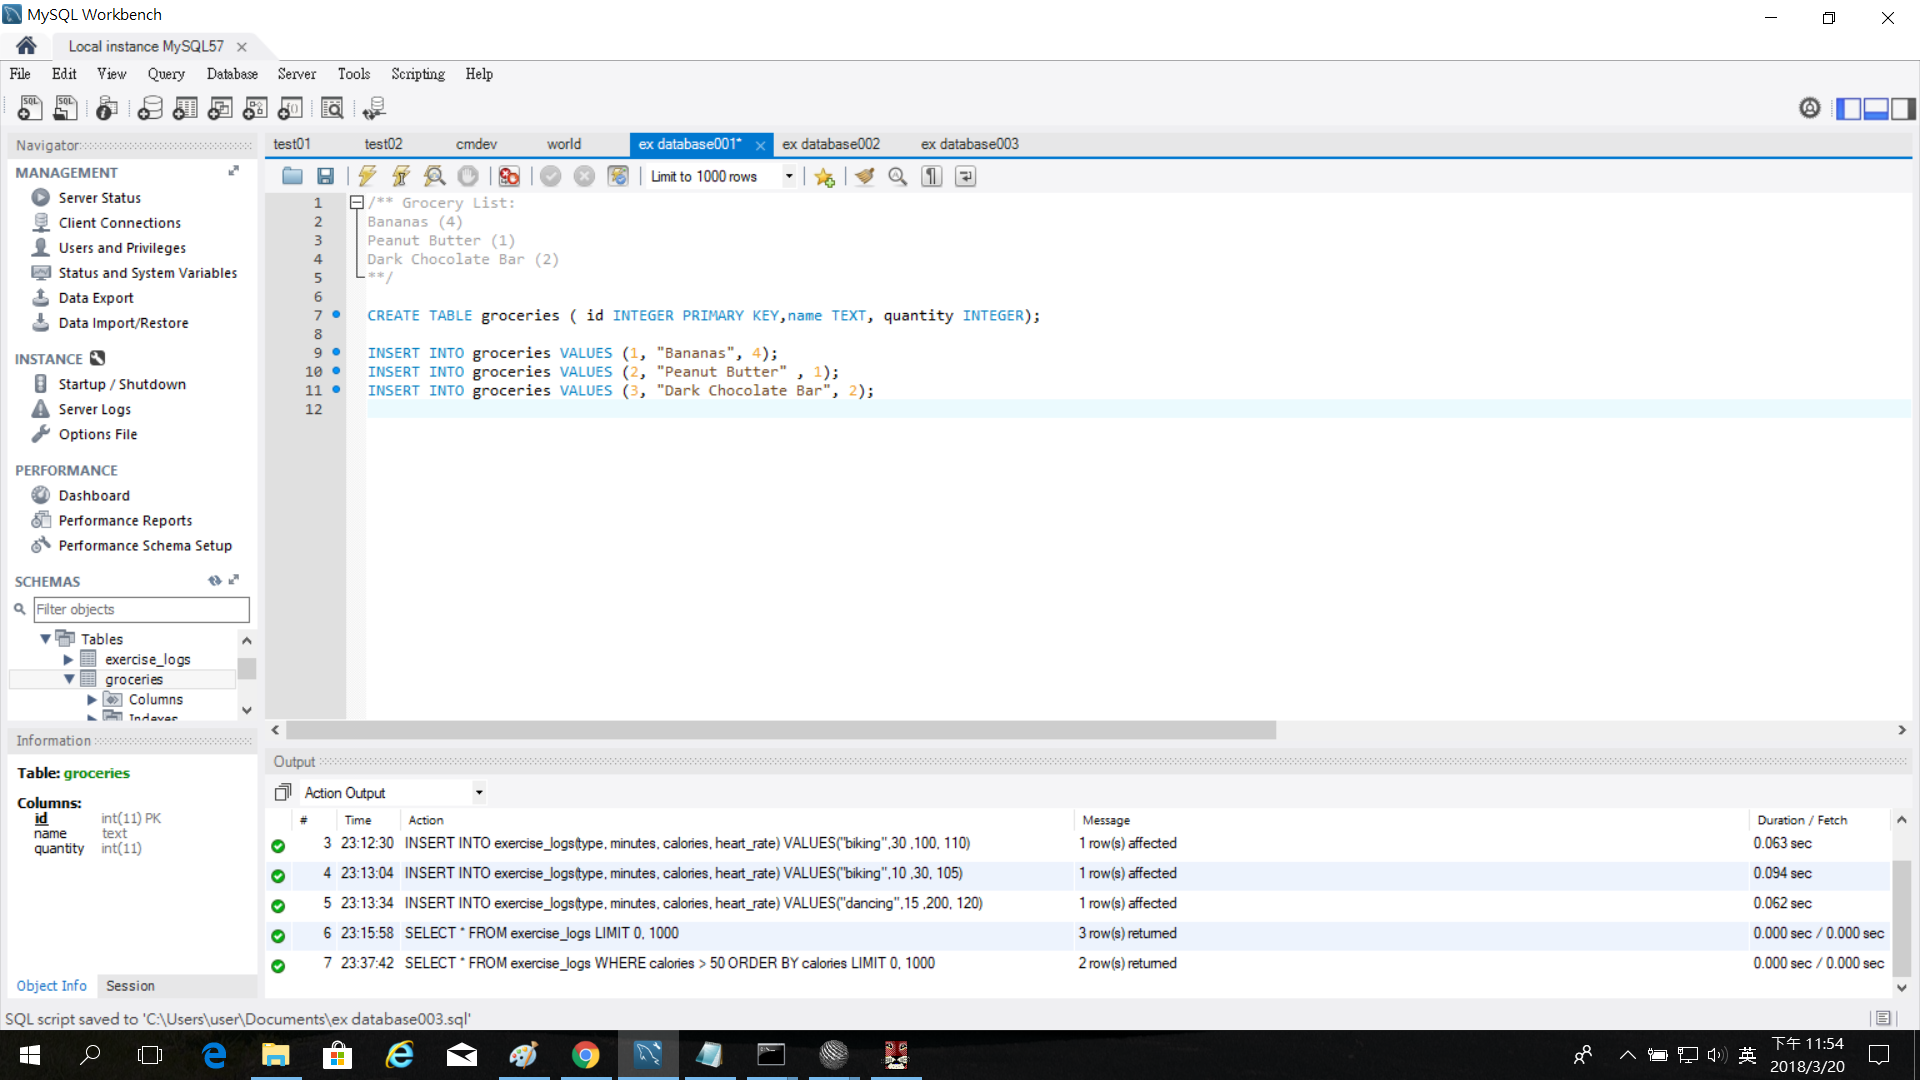 MySQL Workbench
Local instance MySQL57
File Edit View Query Database Server Tools Scripting Help
Navigator
MANAGEMENT
Server Status
Client Connections
Users and Privileges
Status and System Variables
Data Export
Data Import/Restore
INSTANCE
Startup / Shutdown
Server Logs
Options File
PERFORMANCE
Dashboard
Performance Reports
Performance Schema Setup
SCHEMAS
Filter objects
Tables
exercise_logs
groceries
Columns
Indexes
Information
Table: groceries
Columns:
id int(11) PK
name text
quantity int(11)
Object Info Session
test01 test02 cmdev world ex database001* ex database002 ex database003
Limit to 1000 rows
1 /** Grocery List:
2 Bananas (4)
3 Peanut Butter (1)
4 Dark Chocolate Bar (2)
5 **/
6
7 CREATE TABLE groceries ( id INTEGER PRIMARY KEY,name TEXT, quantity INTEGER);
8
9 INSERT INTO groceries VALUES (1, "Bananas", 4);
10 INSERT INTO groceries VALUES (2, "Peanut Butter" , 1);
11 INSERT INTO groceries VALUES (3, "Dark Chocolate Bar", 2);
12
Output
Action Output
# Time Action Message Duration / Fetch
3 23:12:30 INSERT INTO exercise_logs(type, minutes, calories, heart_rate) VALUES("biking",30 ,100, 110) 1 row(s) affected 0.063 sec
4 23:13:04 INSERT INTO exercise_logs(type, minutes, calories, heart_rate) VALUES("biking",10 ,30, 105) 1 row(s) affected 0.094 sec
5 23:13:34 INSERT INTO exercise_logs(type, minutes, calories, heart_rate) VALUES("dancing",15 ,200, 120) 1 row(s) affected 0.062 sec
6 23:15:58 SELECT * FROM exercise_logs LIMIT 0, 1000 3 row(s) returned 0.000 sec / 0.000 sec
7 23:37:42 SELECT * FROM exercise_logs WHERE calories > 50 ORDER BY calories LIMIT 0, 1000 2 row(s) returned 0.000 sec / 0.000 sec
SQL script saved to 'C:\Users\user\Documents\ex database003.sql'
英
下午 11:54
2018/3/20